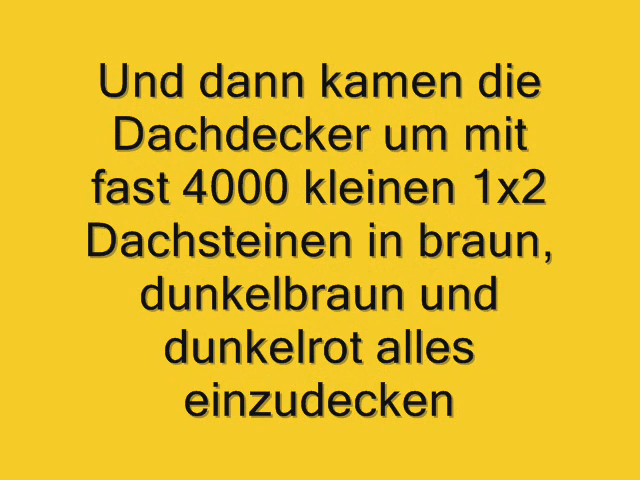 Und dann kamen die
Dachdecker um mit
fast 4000 kleinen 1x2
Dachsteinen in braun,
dunkelbraun und
dunkelrot alles
einzudecken